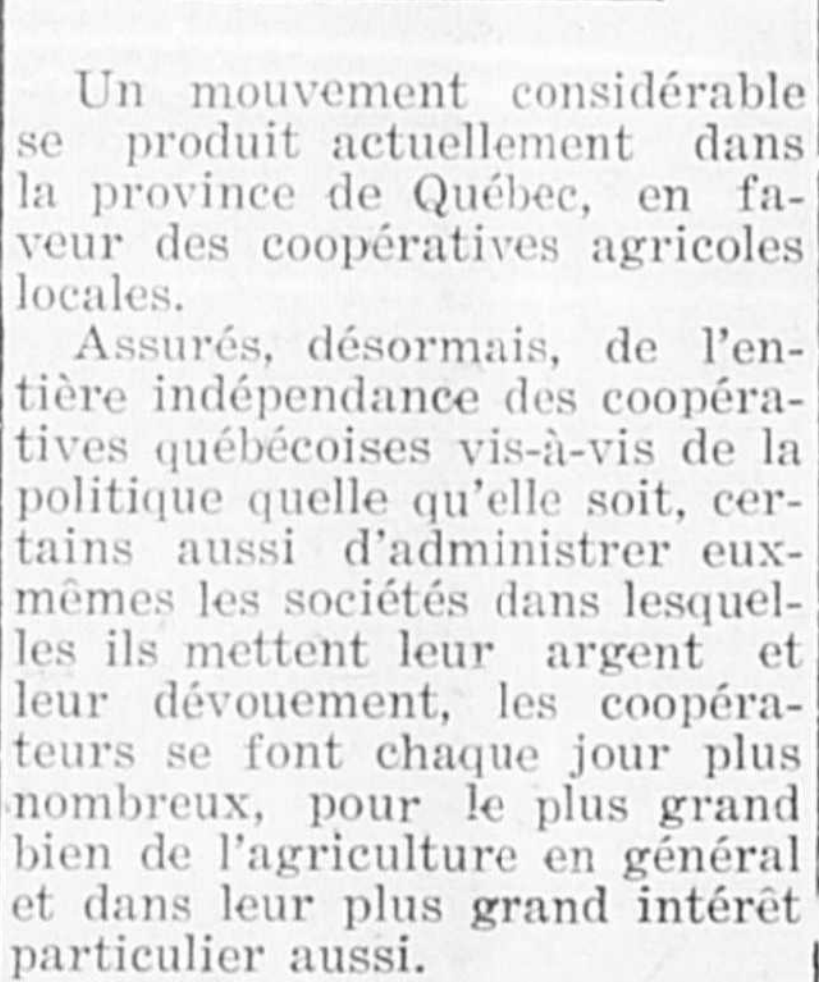 Un mouvement considérable
se produit actuellement dans
la province de Québec, en fa-
veur des coopératives agricoles
locales.
Assurés, désormais, de l'en-
tière indépendance des coopéra-
tives québécoises vis-à-vis de la
politique quelle qu'elle soit, cer-
tains aussi d'administrer eux-
mêmes les sociétés dans lesquel-
les ils mettent leur argent et
leur dévouement, les coopéra-
teurs se font chaque jour plus
nombreux, pour le plus grand
bien de l'agriculture en général
et dans leur plus grand intérêt
particulier aussi.